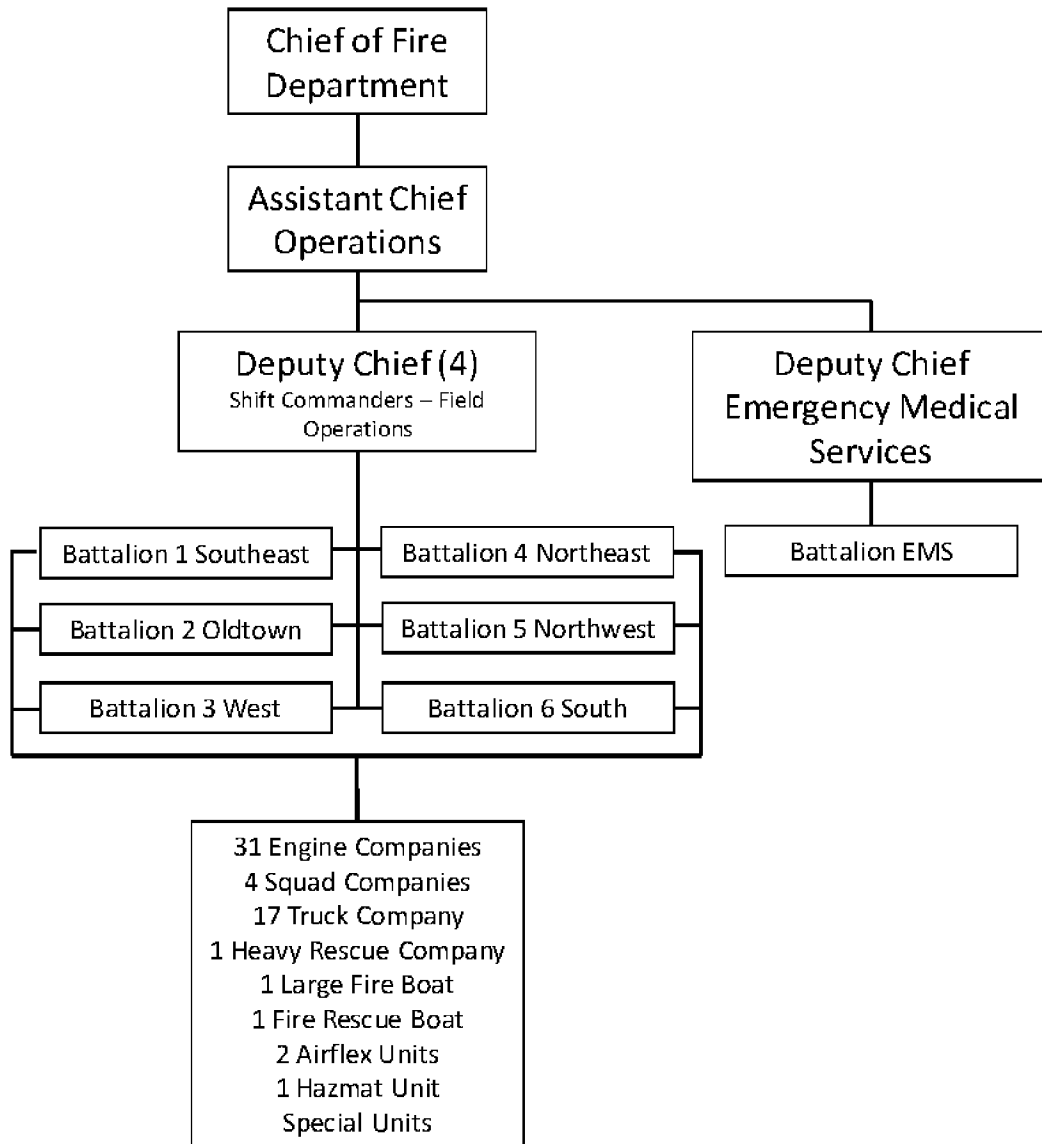 Chief of Fire
Department
Assistant Chief
Operations
Deputy Chief (4)
Shift Commanders – Field
Operations
Deputy Chief
Emergency Medical
Services
Battalion 1 Southeast
Battalion 4 Northeast
Battalion EMS
Battalion 2 Oldtown
Battalion 5 Northwest
Battalion 3 West
Battalion 6 South
31 Engine Companies
4 Squad Companies
17 Truck Company
1 Heavy Rescue Company
1 Large Fire Boat
1 Fire Rescue Boat
2 Airflex Units
1 Hazmat Unit
Special Units